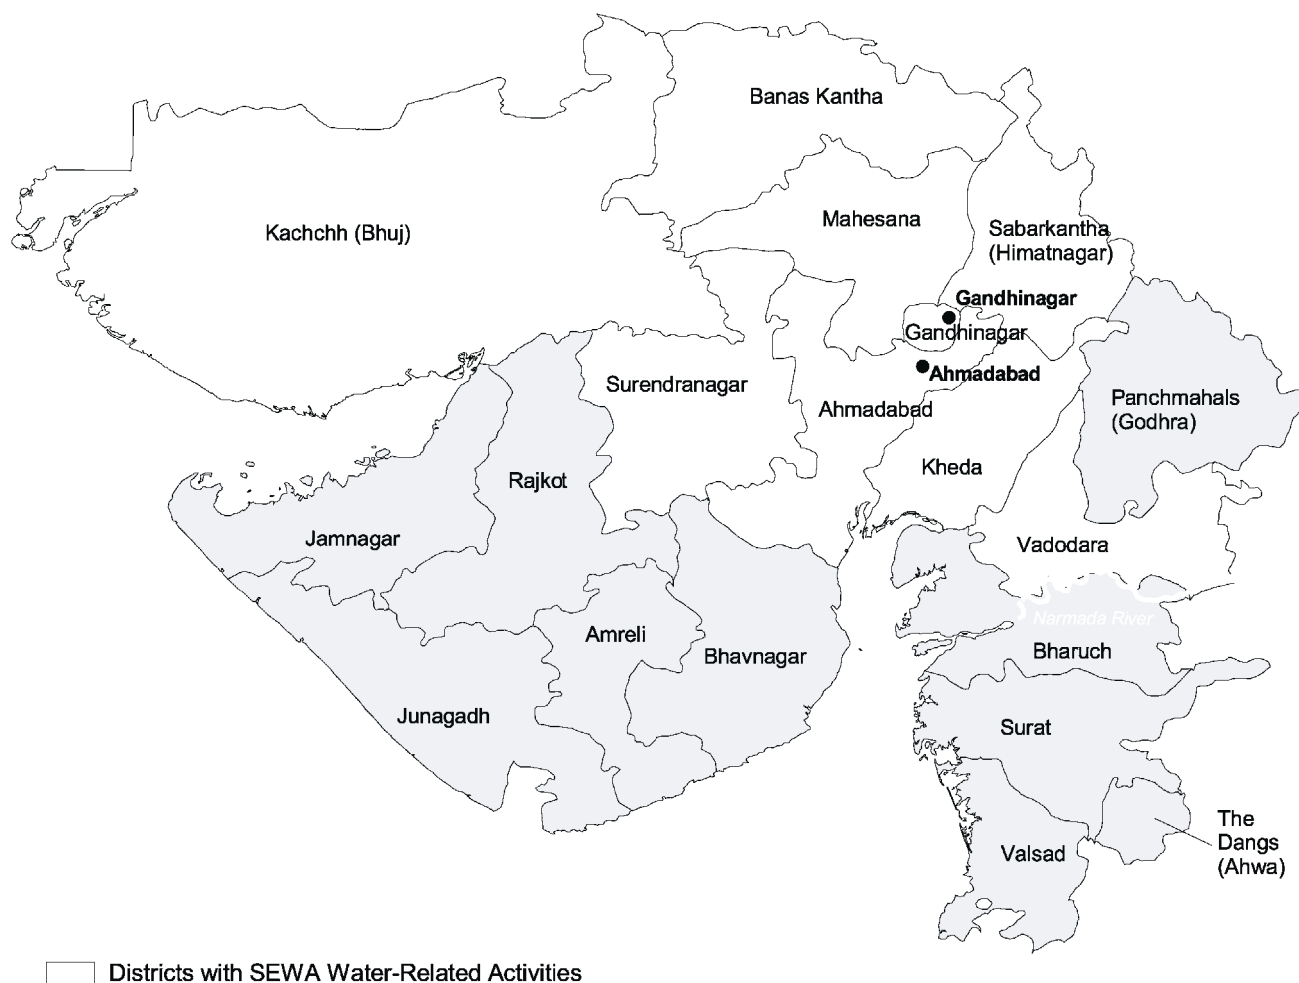 Banas Kantha
Mahesana
Kachchh (Bhuj)
Sabarkantha
(Himatnagar)
Gandhinagar
Gandhinagar
Ahmadabad
Surendranagar
Ahmadabad
Panchmahals
(Godhra)
Kheda
Rajkot
Jamnagar
Vadodara
Narmada River
Amreli
Bhavnagar
Bharuch
Junagadh
Surat
The
Dangs
(Ahwa)
Valsad
Districts with SEWA Water-Related Activities